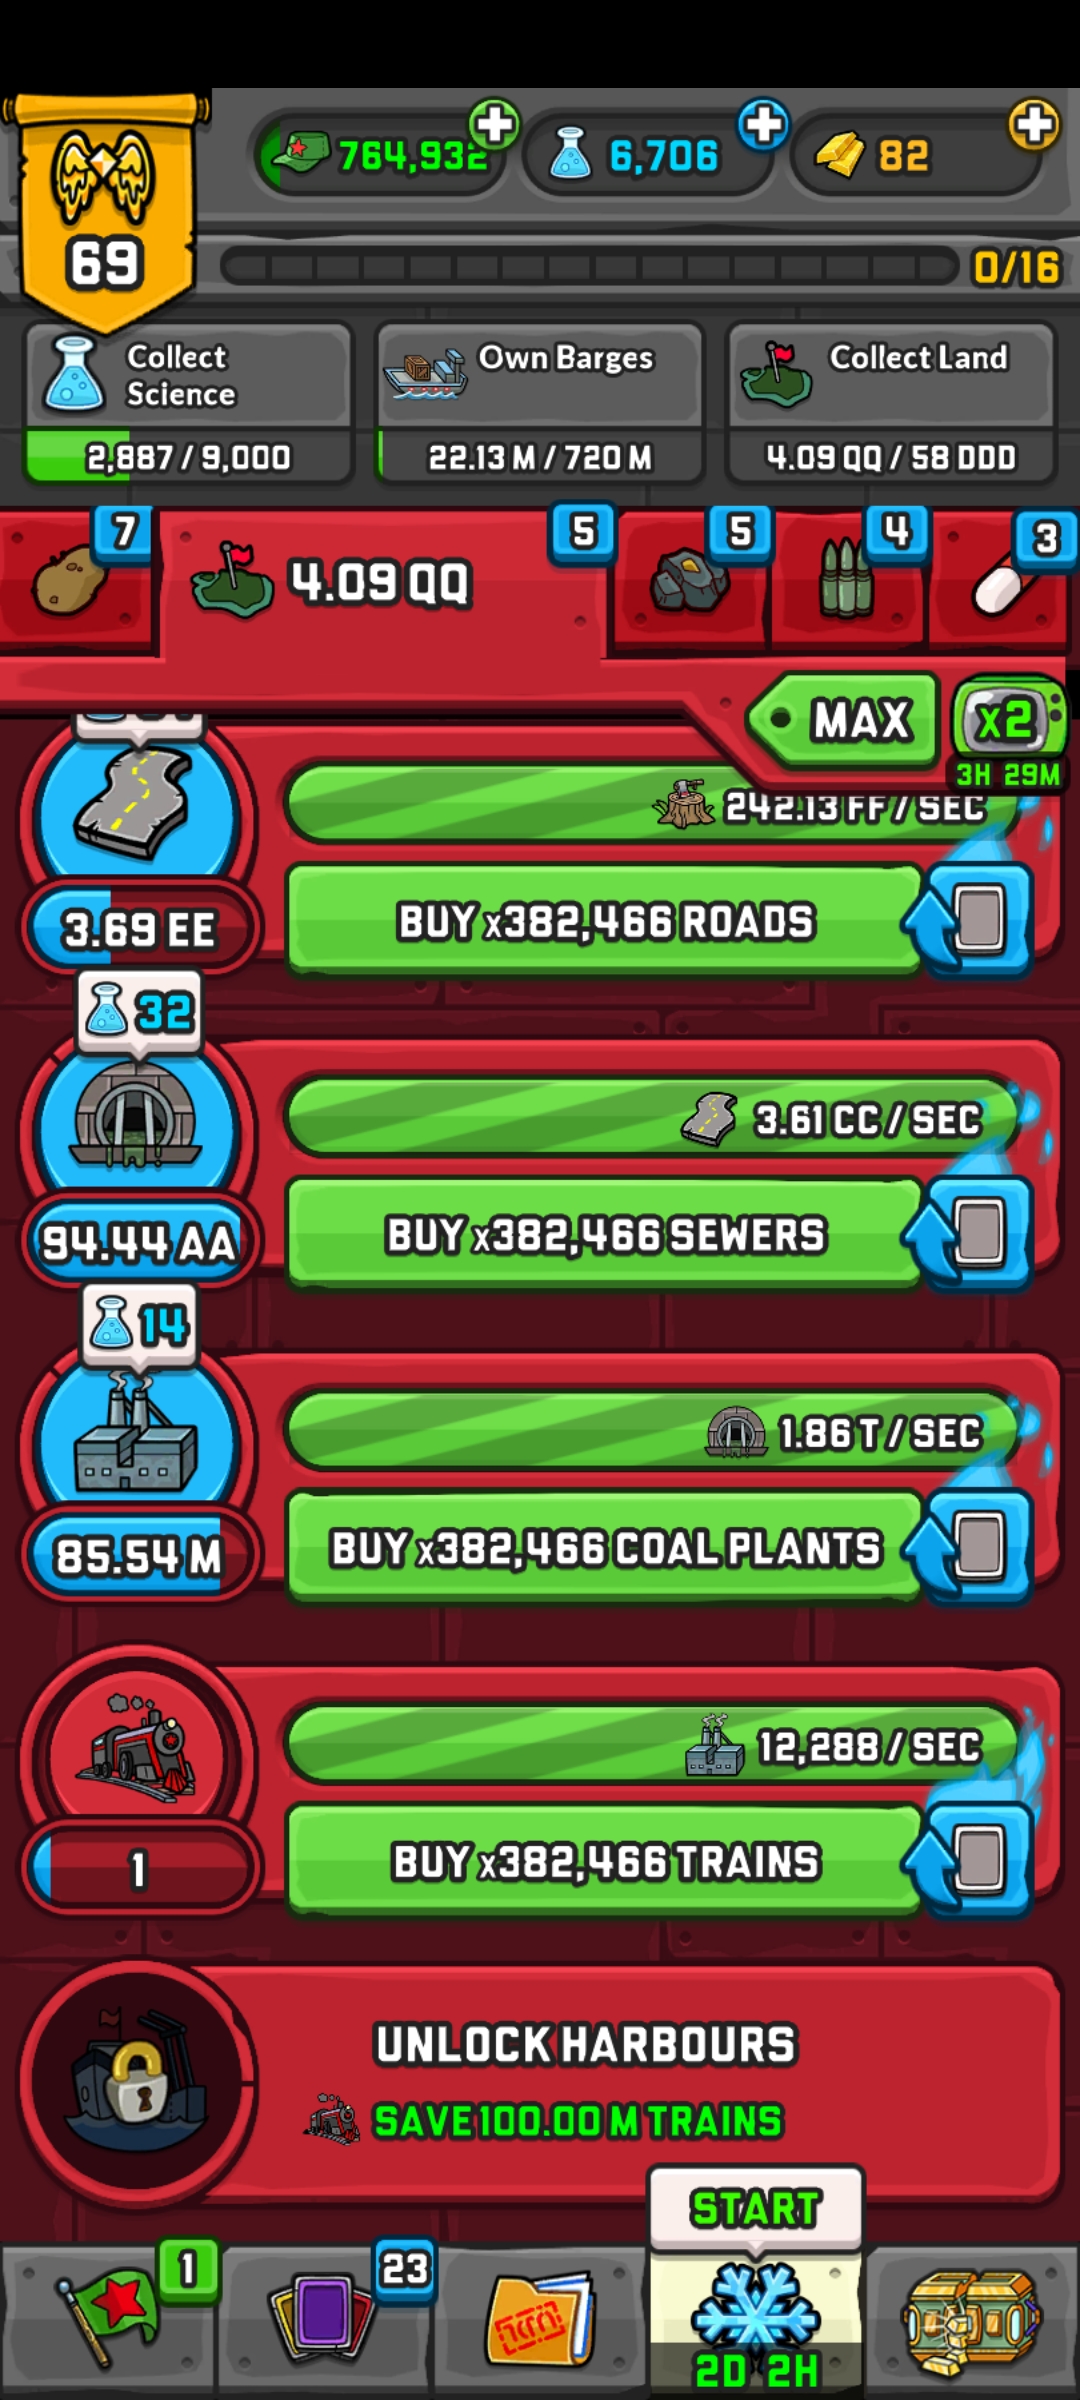 764,932
6,706
82
69
0/16
Collect
Science
2,887 / 9,000
Own Barges
22.13 M / 720 M
Collect Land
4.09 QQ / 58 DDD
7
4.09 QQ
5
5
4
3
MAX
x2
3H 29M
242.13 FF / SEC
BUY x382,466 ROADS
3.69 EE
32
3.61 CC / SEC
BUY x382,466 SEWERS
94.44 AA
14
1.86 T / SEC
BUY x382,466 COAL PLANTS
85.54 M
12,288 / SEC
BUY x382,466 TRAINS
1
UNLOCK HARBOURS
SAVE 100.00 M TRAINS
START
1
23
2D 2H